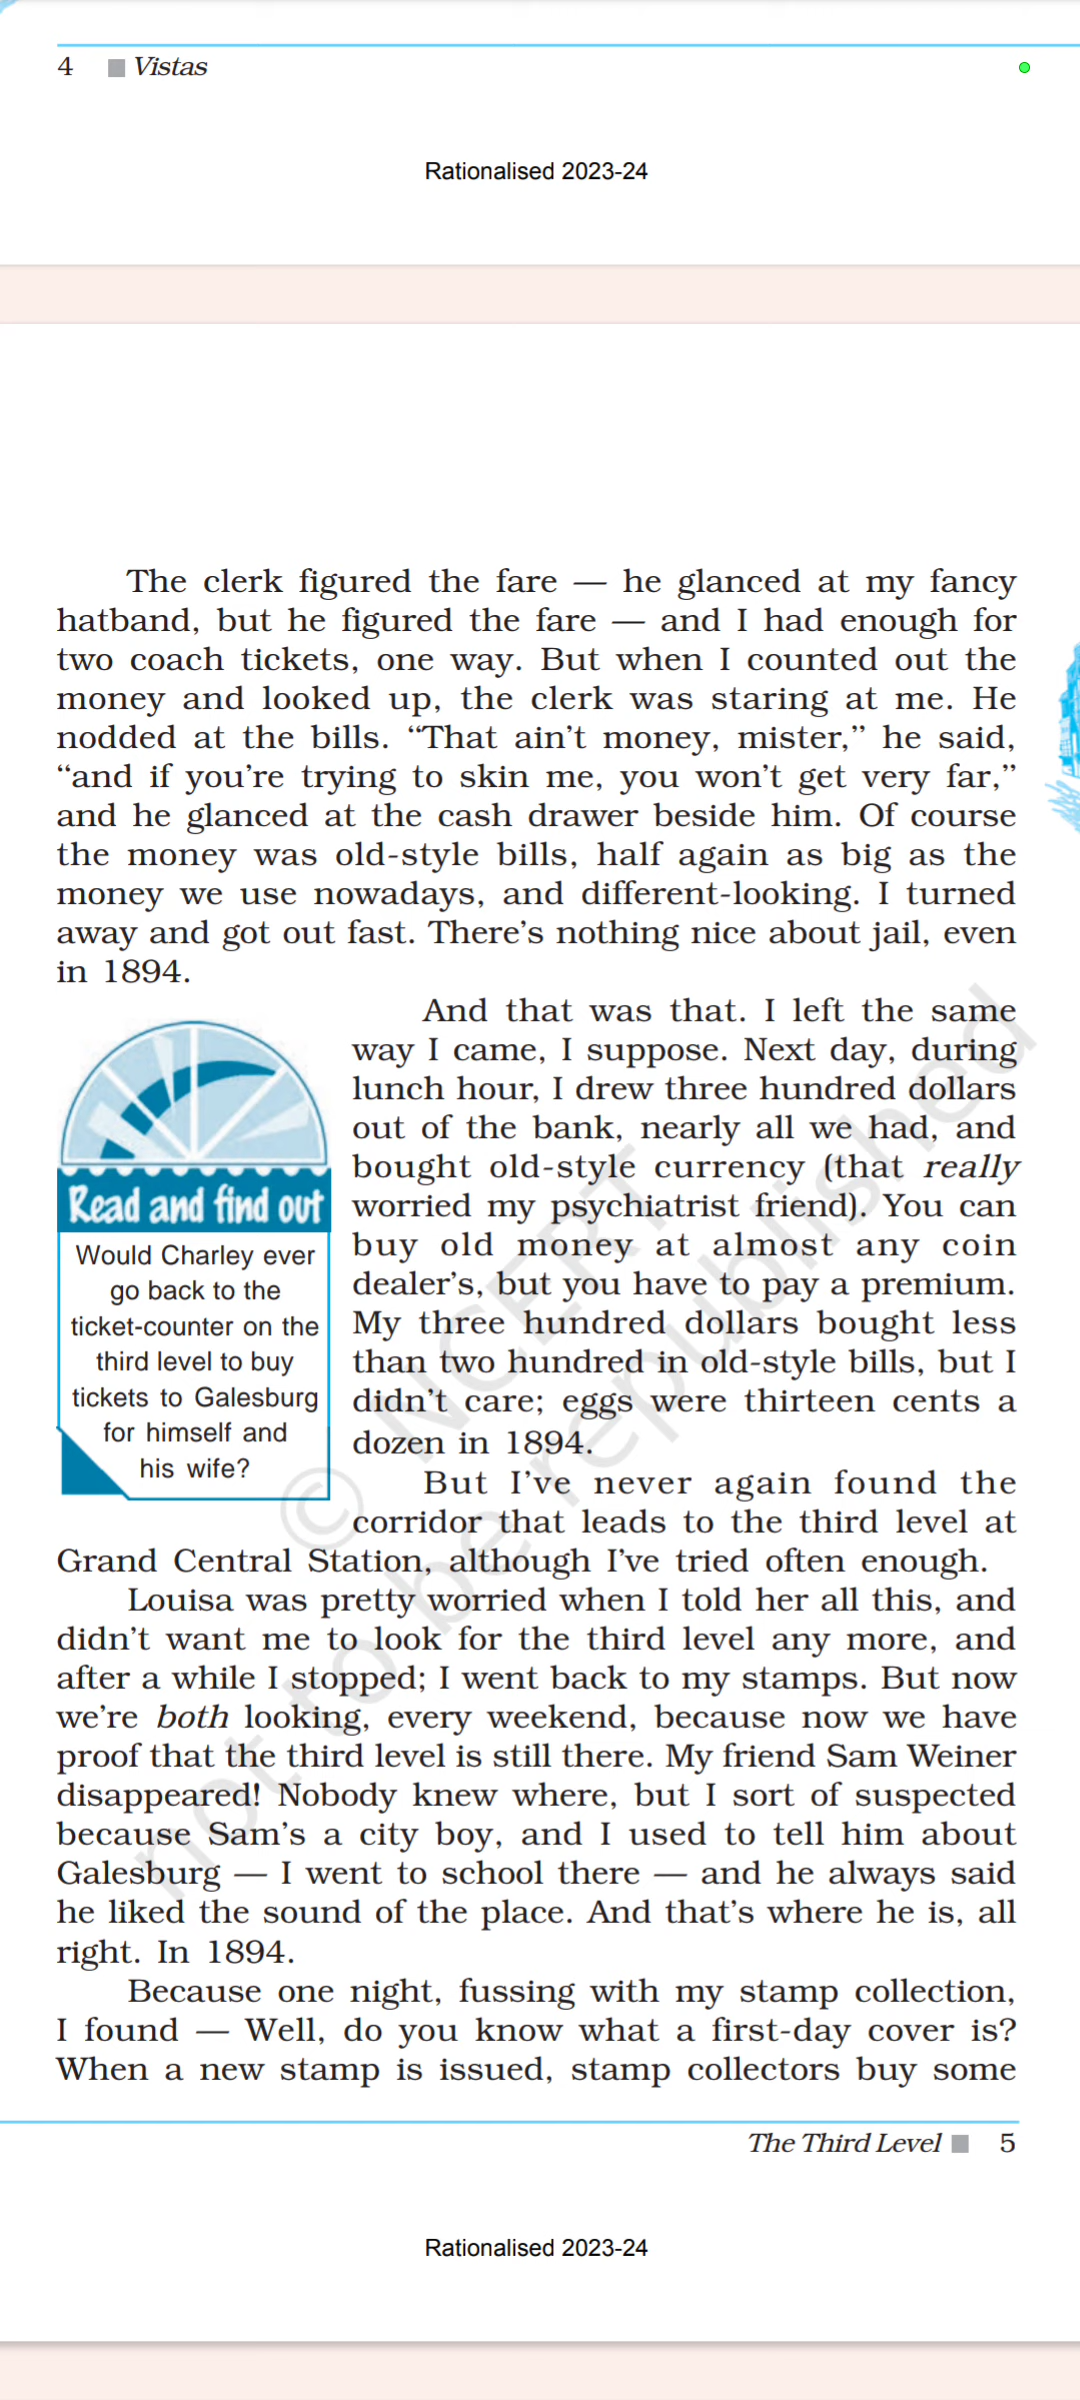 4 Vistas
Rationalised 2023-24
The clerk figured the fare — he glanced at my fancy
hatband, but he figured the fare — and I had enough for
two coach tickets, one way. But when I counted out the
money and looked up, the clerk was staring at me. He
nodded at the bills. “That ain’t money, mister,” he said,
“and if you’re trying to skin me, you won’t get very far,”
and he glanced at the cash drawer beside him. Of course
the money was old-style bills, half again as big as the
money we use nowadays, and different-looking. I turned
away and got out fast. There’s nothing nice about jail, even
in 1894.
And that was that. I left the same
way I came, I suppose. Next day, during
lunch hour, I drew three hundred dollars
out of the bank, nearly all we had, and
bought old-style currency (that really
worried my psychiatrist friend). You can
buy old money at almost any coin
dealer’s, but you have to pay a premium.
My three hundred dollars bought less
than two hundred in old-style bills, but I
didn’t care; eggs were thirteen cents a
dozen in 1894.
Read and find out
Would Charley ever
go back to the
ticket-counter on the
third level to buy
tickets to Galesburg
for himself and
his wife?
But I’ve never again found the
corridor that leads to the third level at
Grand Central Station, although I’ve tried often enough.
Louisa was pretty worried when I told her all this, and
didn’t want me to look for the third level any more, and
after a while I stopped; I went back to my stamps. But now
we’re both looking, every weekend, because now we have
proof that the third level is still there. My friend Sam Weiner
disappeared! Nobody knew where, but I sort of suspected
because Sam’s a city boy, and I used to tell him about
Galesburg — I went to school there — and he always said
he liked the sound of the place. And that’s where he is, all
right. In 1894.
Because one night, fussing with my stamp collection,
I found — Well, do you know what a first-day cover is?
When a new stamp is issued, stamp collectors buy some
The Third Level 5
Rationalised 2023-24
© NCERT
not to be republished